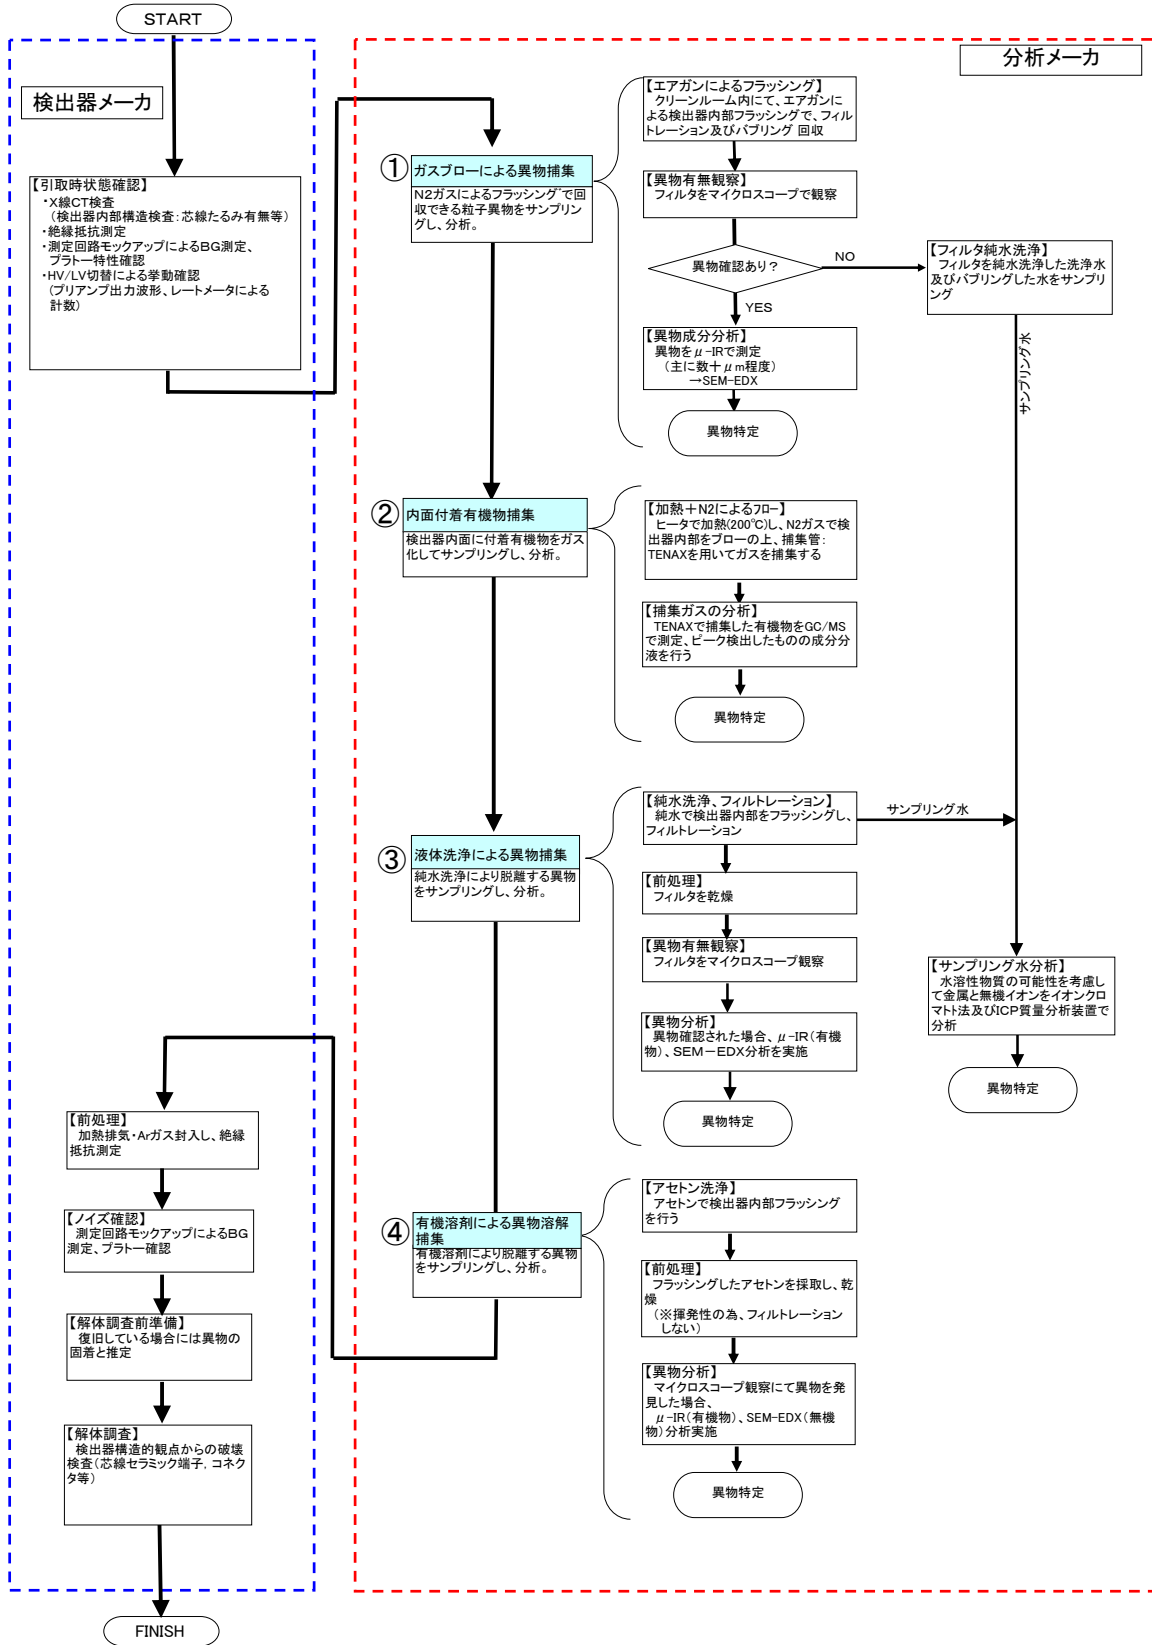 START
検出器メーカ
【引取時状態確認】
・X線CT検査
（検出器内部構造検査：芯線たるみ有無等）
・絶縁抵抗測定
・測定回路モックアップによるBG測定、
プラトー特性確認
・HV/LV切替による挙動確認
（プリアンプ出力波形、レートメータによる
計数）
分析メーカ
①
ガスブローによる異物捕集
N2ガスによるフラッシングで回
収できる粒子異物をサンプリン
グし、分析。
【エアガンによるフラッシング】
クリーンルーム内にて、エアガンに
よる検出器内部フラッシングで、フィル
トレーション及びバブリング 回収
【異物有無観察】
フィルタをマイクロスコープで観察
異物確認あり？
NO
YES
【フィルタ純水洗浄】
フィルタを純水洗浄した洗浄水
及びバブリングした水をサンプリ
ング
【異物成分分析】
異物をμ-IRで測定
（主に数十μm程度）
→SEM-EDX
異物特定
サンプリング水
②
内面付着有機物捕集
検出器内面に付着有機物をガス
化してサンプリングし、分析。
【加熱＋N2によるフロー】
ヒータで加熱(200℃)し、N2ガスで検
出器内部をブローの上、捕集管：
TENAXを用いてガスを捕集する
【捕集ガスの分析】
TENAXで捕集した有機物をGC/MS
で測定、ピーク検出したものの成分分
液を行う
異物特定
③
液体洗浄による異物捕集
純水洗浄により脱離する異物
をサンプリングし、分析。
【純水洗浄、フィルトレーション】
純水で検出器内部をフラッシングし、
フィルトレーション
サンプリング水
【前処理】
フィルタを乾燥
【異物有無観察】
フィルタをマイクロスコープ観察
【異物分析】
異物確認された場合、μ-IR（有機
物）、SEM－EDX分析を実施
異物特定
【サンプリング水分析】
水溶性物質の可能性を考慮し
て金属と無機イオンをイオンクロ
マトト法及びICP質量分析装置で
分析
異物特定
④
有機溶剤による異物溶解
捕集
有機溶剤により脱離する異物
をサンプリングし、分析。
【アセトン洗浄】
アセトンで検出器内部フラッシング
を行う
【前処理】
フラッシングしたアセトンを採取し、乾
燥
（※揮発性の為、フィルトレーション
しない）
【異物分析】
マイクロスコープ観察にて異物を発
見した場合、
μ-IR（有機物）、SEM-EDX（無機
物）分析実施
異物特定
【前処理】
加熱排気・Arガス封入し、絶縁
抵抗測定
【ノイズ確認】
測定回路モックアップによるBG
測定、プラトー確認
【解体調査前準備】
復旧している場合には異物の
固着と推定
【解体調査】
検出器構造的観点からの破壊
検査（芯線セラミック端子，コネク
タ等）
FINISH